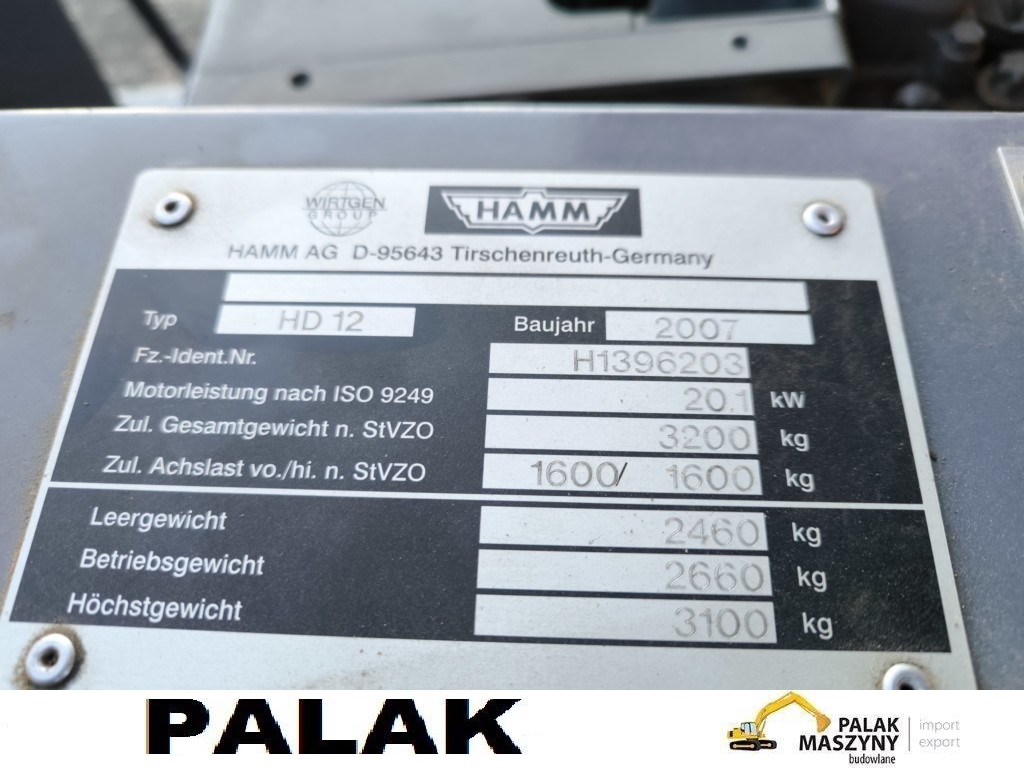 WIRTGEN GROUP
HAMM
HAMM AG D-95643 Tirschenreuth-Germany
Typ HD 12 Baujahr 2007
Fz.-Ident.Nr. H1396203
Motorleistung nach ISO 9249 20.1 kW
Zul. Gesamtgewicht n. StVZO 3200 kg
Zul. Achslast vo./hi. n. StVZO 1600/ 1600 kg
Leergewicht 2460 kg
Betriebsgewicht 2660 kg
Höchstgewicht 3100 kg
PALAK
PALAK
MASZYNY
budowlane
import
export